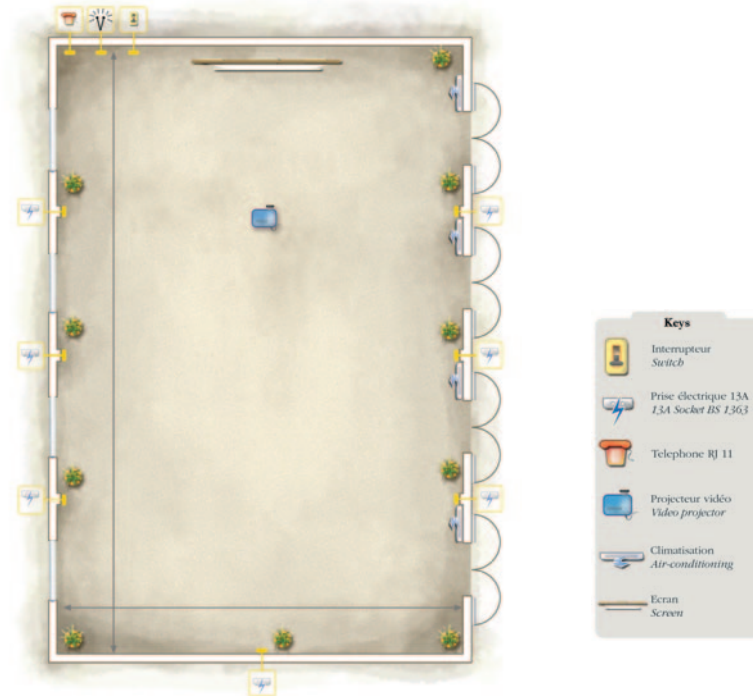 Keys
Interrupteur
Switch
Prise électrique 13A
13A Socket BS 1363
Telephone RJ 11
Projecteur vidéo
Video projector
Climatisation
Air-conditioning
Ecran
Screen